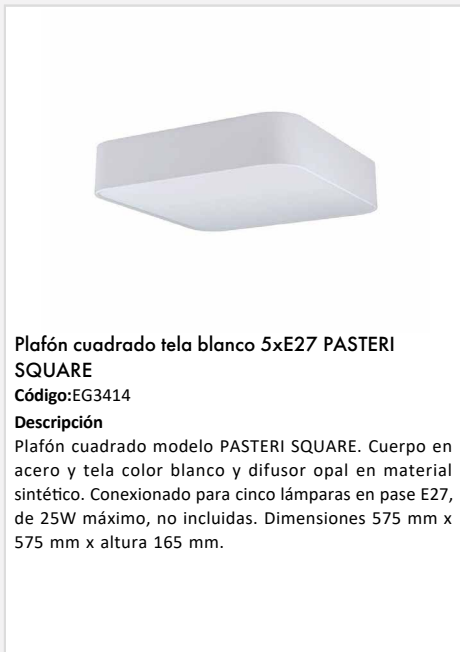 Plafón cuadrado tela blanco 5xE27 PASTERI
SQUARE
Código:EG3414
Descripción
Plafón cuadrado modelo PASTERI SQUARE. Cuerpo en
acero y tela color blanco y difusor opal en material
sintético. Conexionado para cinco lámparas en pase E27,
de 25W máximo, no incluidas. Dimensiones 575 mm x
575 mm x altura 165 mm.